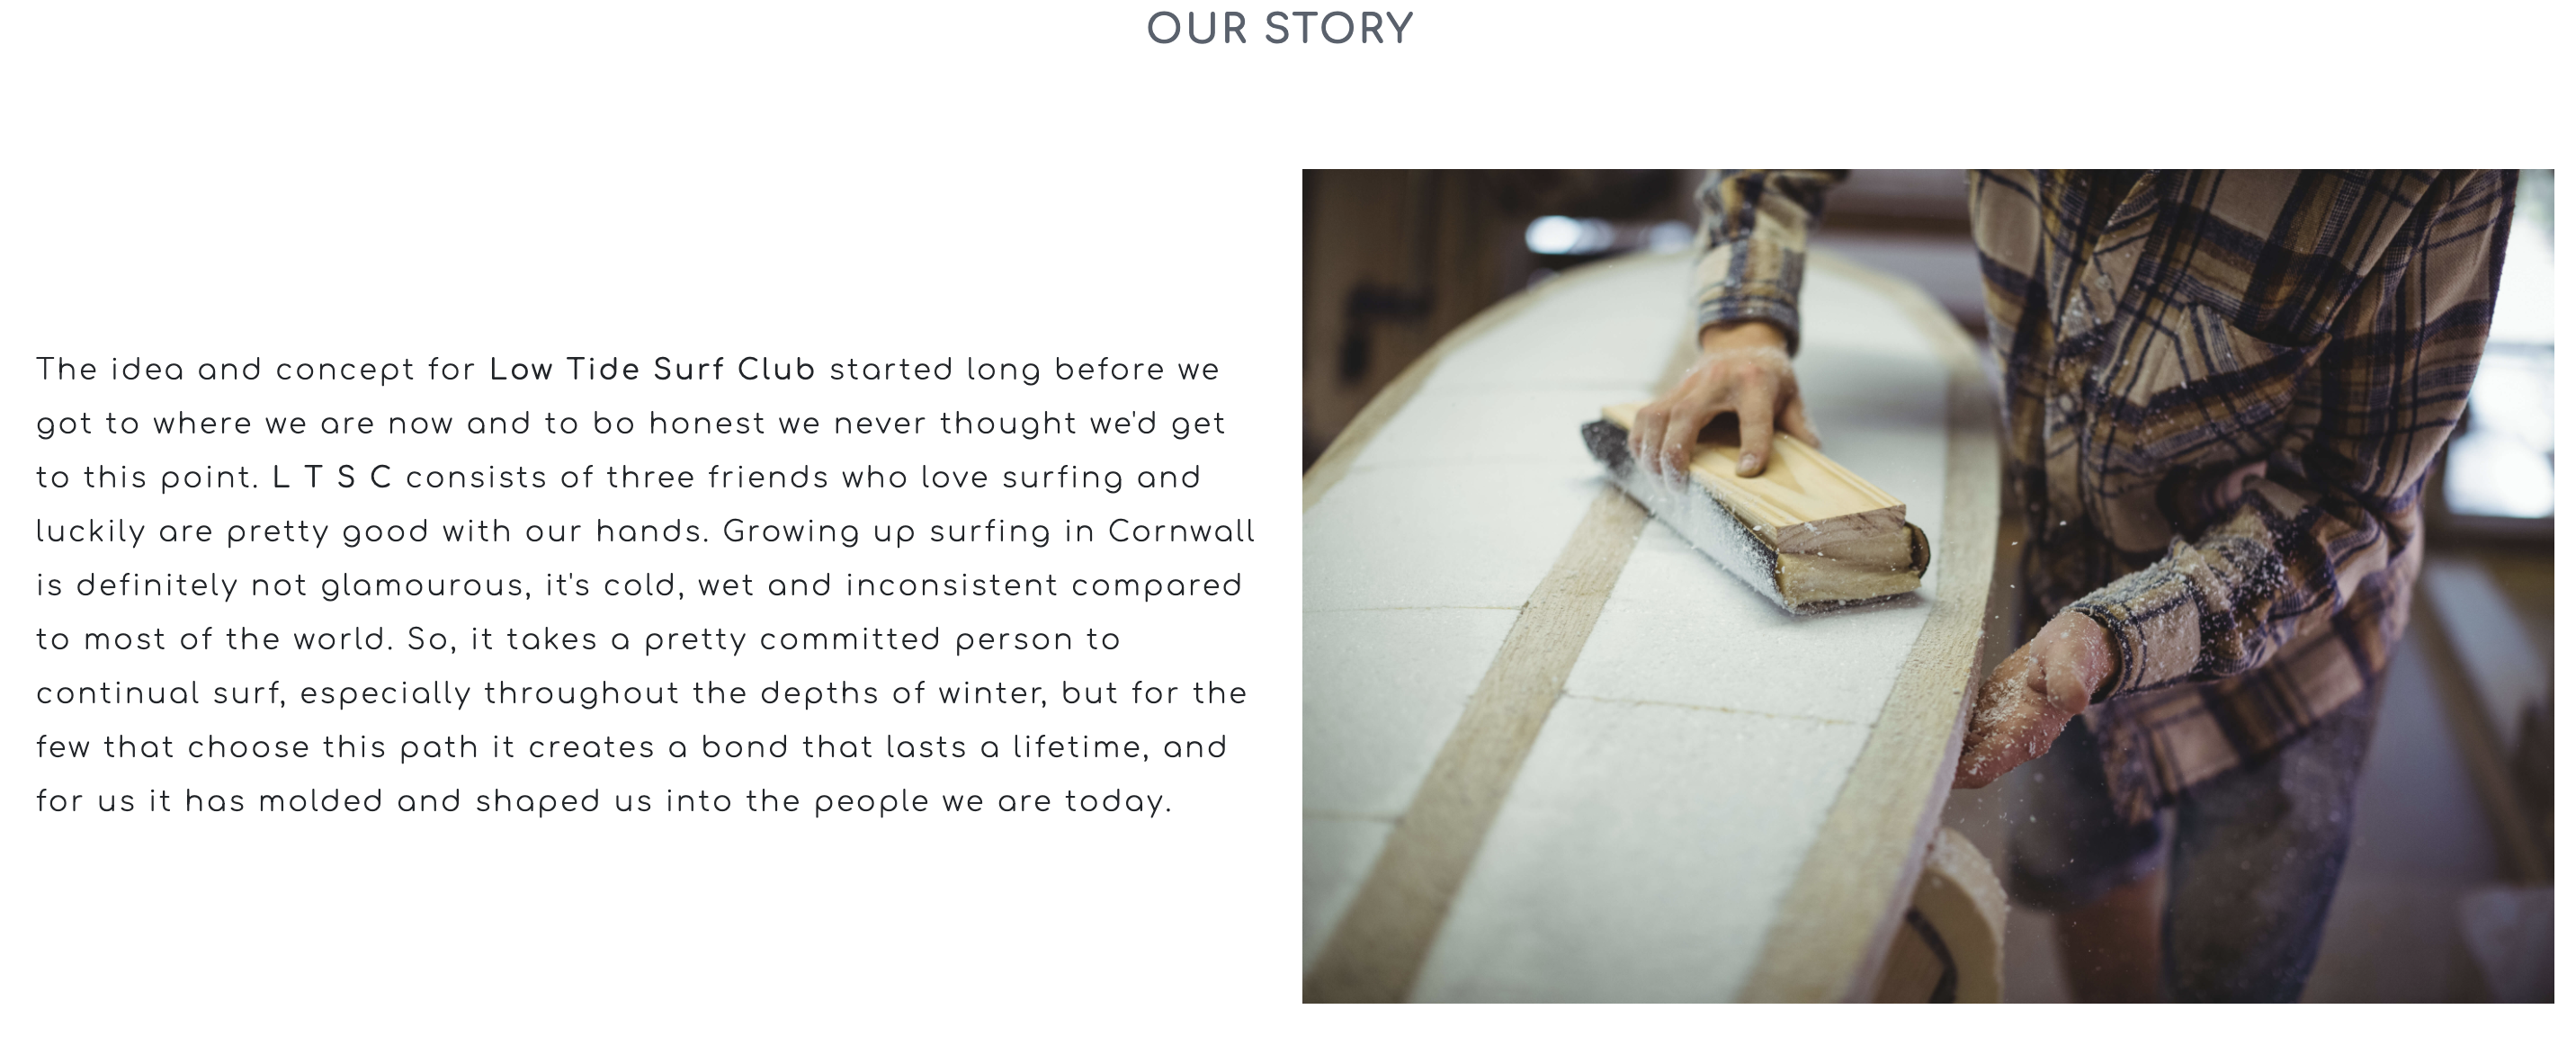 OUR STORY
The idea and concept for Low Tide Surf Club started long before we
got to where we are now and to bo honest we never thought we'd get
to this point. L T S C consists of three friends who love surfing and
luckily are pretty good with our hands. Growing up surfing in Cornwall
is definitely not glamourous, it's cold, wet and inconsistent compared
to most of the world. So, it takes a pretty committed person to
continual surf, especially throughout the depths of winter, but for the
few that choose this path it creates a bond that lasts a lifetime, and
for us it has molded and shaped us into the people we are today.